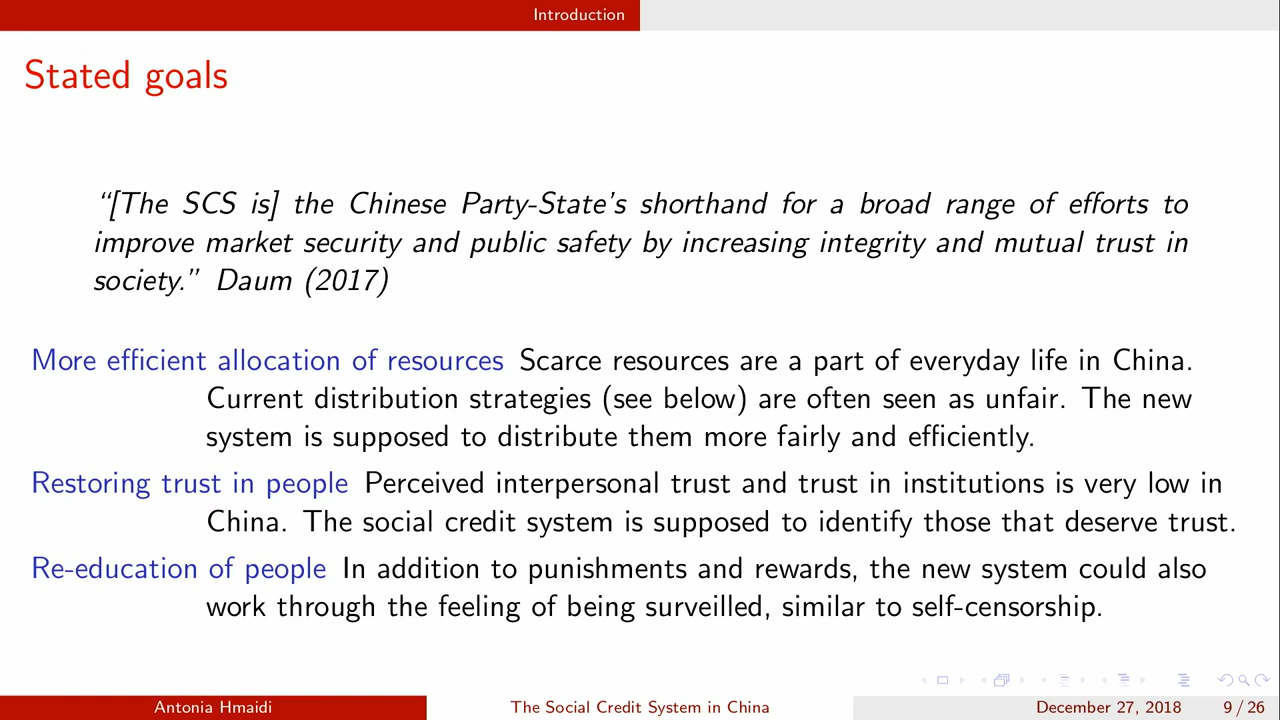 Introduction
Stated goals
“[The SCS is] the Chinese Party-State’s shorthand for a broad range of efforts to
improve market security and public safety by increasing integrity and mutual trust in
society.” Daum (2017)
More efficient allocation of resources Scarce resources are a part of everyday life in China.
Current distribution strategies (see below) are often seen as unfair. The new
system is supposed to distribute them more fairly and efficiently.
Restoring trust in people Perceived interpersonal trust and trust in institutions is very low in
China. The social credit system is supposed to identify those that deserve trust.
Re-education of people In addition to punishments and rewards, the new system could also
work through the feeling of being surveilled, similar to self-censorship.
Antonia Hmaidi The Social Credit System in China December 27, 2018 9 / 26